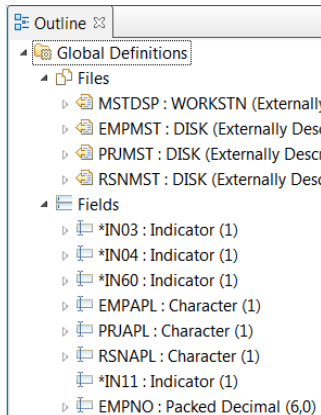 Outline
Global Definitions
Files
MSTDSP : WORKSTN (Externally
EMPMST : DISK (Externally Desc
PRJMST : DISK (Externally Descr
RSNMST : DISK (Externally Desc
Fields
*IN03 : Indicator (1)
*IN04 : Indicator (1)
*IN60 : Indicator (1)
EMPAPL : Character (1)
PRJAPL : Character (1)
RSNAPL : Character (1)
*IN11 : Indicator (1)
EMPNO : Packed Decimal (6,0)